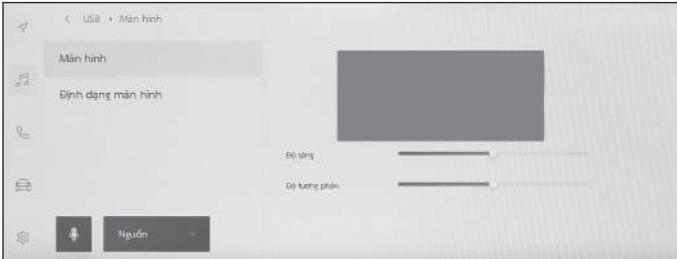 USB • Màn hình
Màn hình
Định dạng màn hình
Độ sáng
Độ tương phản
Nguồn